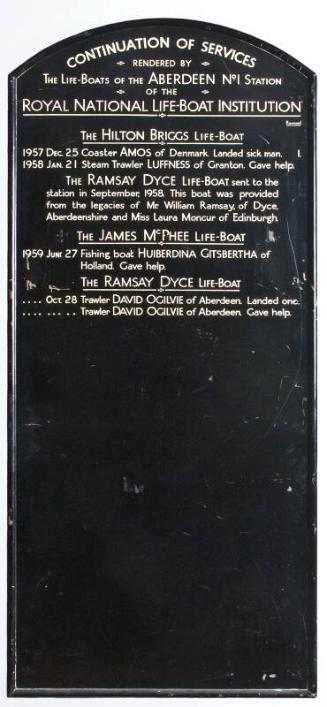 CONTINUATION OF SERVICES
RENDERED BY
THE LIFE-BOATS OF THE ABERDEEN Nº1 STATION
OF THE
ROYAL NATIONAL LIFE-BOAT INSTITUTION
THE HILTON BRIGGS LIFE-BOAT
1957 DEC. 25 Coaster AMOS of Denmark. Landed sick man. 1.
1958 JAN. 21 Steam Trawler LUFFNESS of Granton. Gave help.
THE RAMSAY DYCE LIFE-BOAT sent to the
station in September, 1958. This boat was provided
from the legacies of Mr William Ramsay, of Dyce,
Aberdeenshire and Miss Laura Moncur of Edinburgh.
THE JAMES McPHEE LIFE-BOAT
1959 JUNE 27 Fishing boat HUIBERDINA GITSBERTHA of
Holland. Gave help.
THE RAMSAY DYCE LIFE-BOAT
.... OCT 28 Trawler DAVID OGILVIE of Aberdeen. Landed one.
.... ... .. Trawler DAVID OGILVIE of Aberdeen. Gave help.